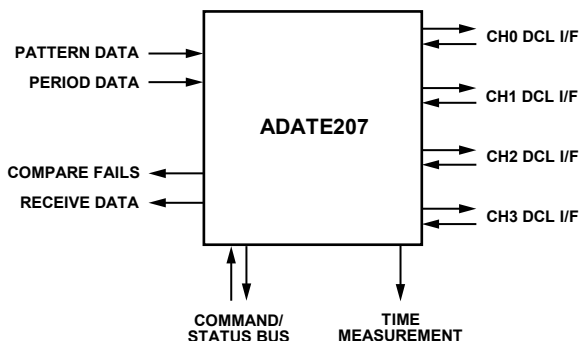 PATTERN DATA
PERIOD DATA
COMPARE FAILS
RECEIVE DATA
ADATE207
CH0 DCL I/F
CH1 DCL I/F
CH2 DCL I/F
CH3 DCL I/F
COMMAND/
STATUS BUS
TIME
MEASUREMENT